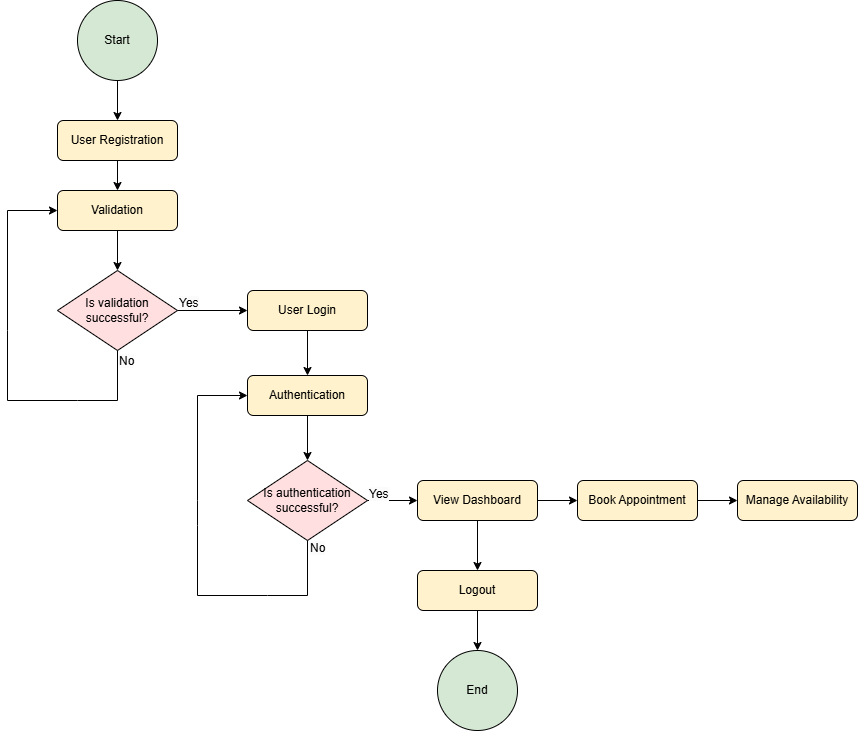 Start
User Registration
Validation
Is validation
successful?
Yes
No
User Login
Authentication
Is authentication
successful?
Yes
No
View Dashboard
Book Appointment
Manage Availability
Logout
End